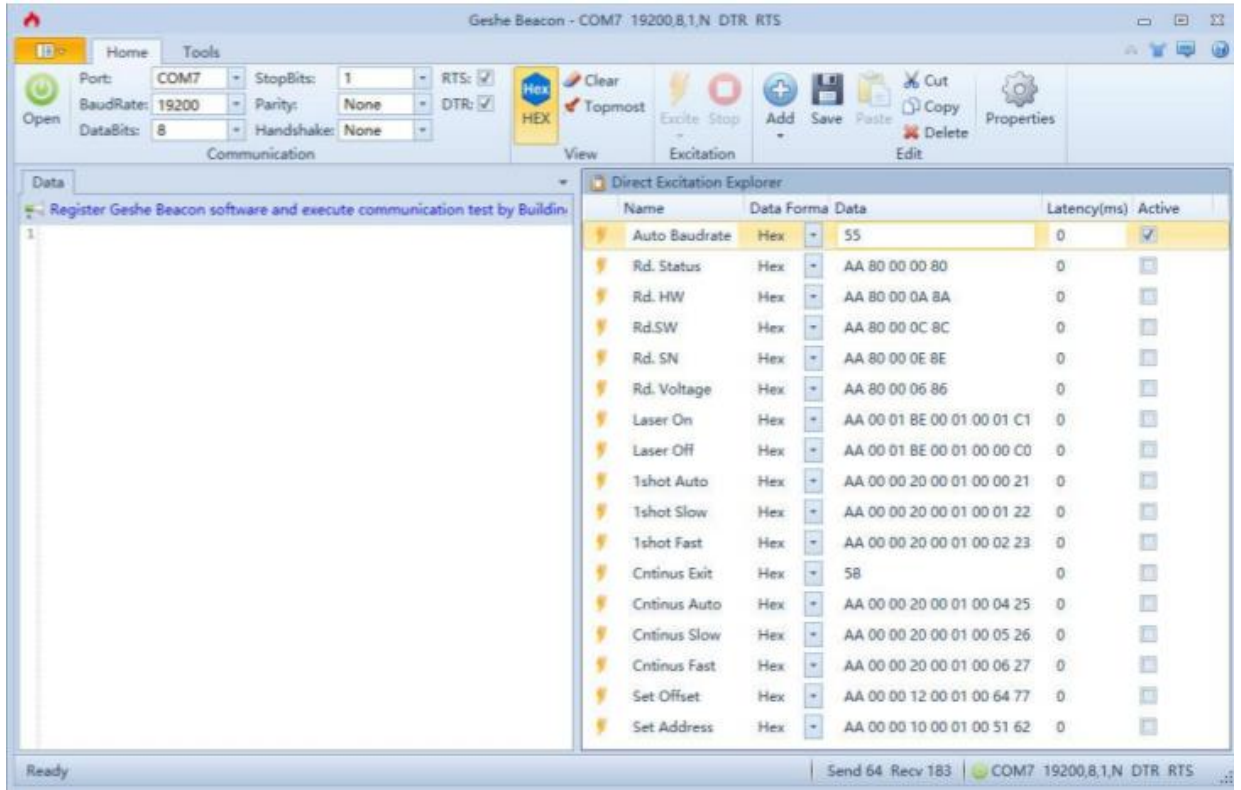 Geshe Beacon - COM7 19200,8,1,N DTR RTS
Home Tools
Port: COM7 StopBits: 1 RTS:
BaudRate: 19200 Parity: None DTR:
DataBits: 8 Handshake: None
Open
Communication
Hex
HEX
Clear
Topmost
View
Excite Stop
Excitation
Add Save Paste
Cut
Copy
Delete
Edit
Properties
Data
Register Geshe Beacon software and execute communication test by Buildin
1
Direct Excitation Explorer
Name Data Forma Data Latency(ms) Active
Auto Baudrate Hex 55 0
Rd. Status Hex AA 80 00 00 80 0
Rd. HW Hex AA 80 00 0A 8A 0
Rd.SW Hex AA 80 00 0C 8C 0
Rd. SN Hex AA 80 00 0E 8E 0
Rd. Voltage Hex AA 80 00 06 86 0
Laser On Hex AA 00 01 BE 00 01 00 01 C1 0
Laser Off Hex AA 00 01 BE 00 01 00 00 C0 0
1shot Auto Hex AA 00 00 20 00 01 00 00 21 0
1shot Slow Hex AA 00 00 20 00 01 00 01 22 0
1shot Fast Hex AA 00 00 20 00 01 00 02 23 0
Cntinus Exit Hex 58 0
Cntinus Auto Hex AA 00 00 20 00 01 00 04 25 0
Cntinus Slow Hex AA 00 00 20 00 01 00 05 26 0
Cntinus Fast Hex AA 00 00 20 00 01 00 06 27 0
Set Offset Hex AA 00 00 12 00 01 00 64 77 0
Set Address Hex AA 00 00 10 00 01 00 51 62 0
Ready Send 64 Recv 183 COM7 19200,8,1,N DTR RTS